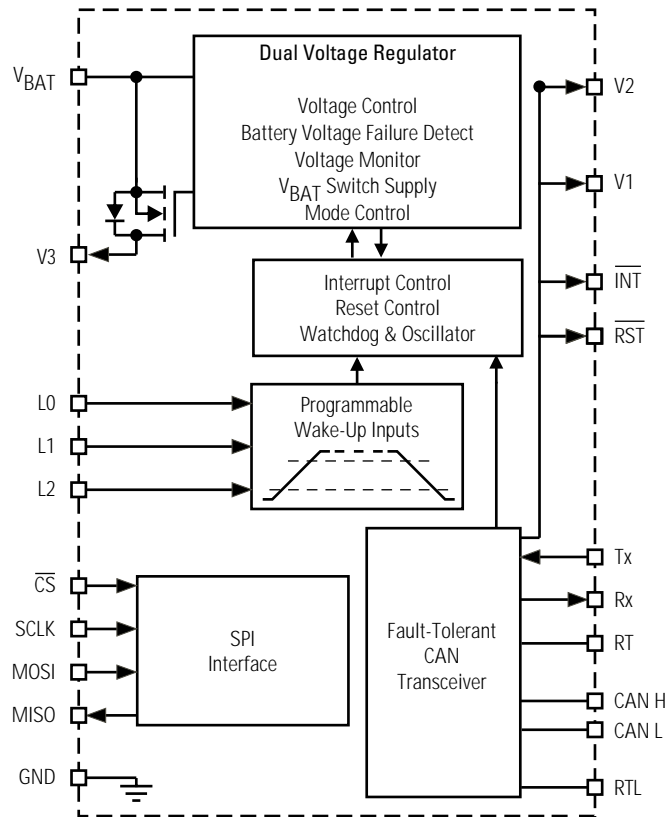 Dual Voltage Regulator
Voltage Control
Battery Voltage Failure Detect
Voltage Monitor
VBAT Switch Supply
Mode Control
VBAT
V3
V2
V1
INT
RST
Interrupt Control
Reset Control
Watchdog & Oscillator
L0
L1
L2
Programmable
Wake-Up Inputs
CS
SCLK
MOSI
MISO
GND
SPI
Interface
Fault-Tolerant
CAN
Transceiver
Tx
Rx
RT
CAN H
CAN L
RTL